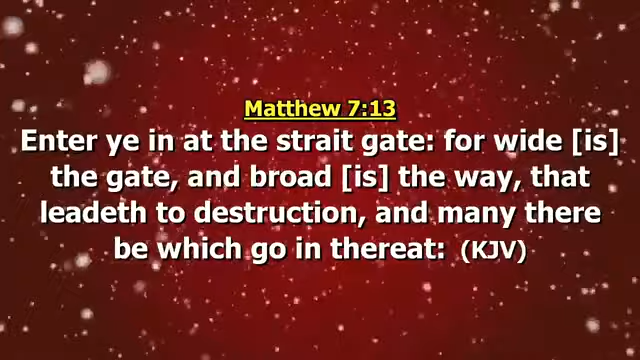 Matthew 7:13
Enter ye in at the strait gate: for wide [is]
the gate, and broad [is] the way, that
leadeth to destruction, and many there
be which go in thereat: (KJV)